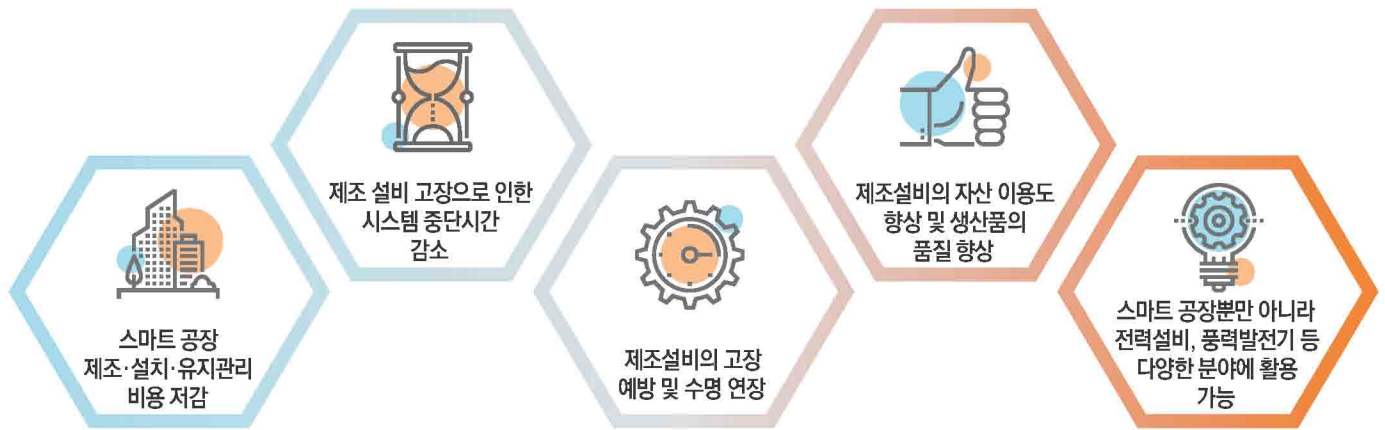 스마트 공장
제조·설치·유지관리
비용 저감
제조 설비 고장으로 인한
시스템 중단시간
감소
제조설비의 고장
예방 및 수명 연장
제조설비의 자산 이용도
향상 및 생산품의
품질 향상
스마트 공장뿐만 아니라
전력설비, 풍력발전기 등
다양한 분야에 활용
가능